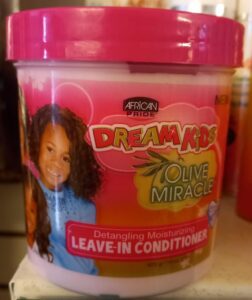 AFRICAN
PRIDE
DREAM KIDS
OLIVE
MIRACLE
Detangling Moisturizing
LEAVE-IN CONDITIONER